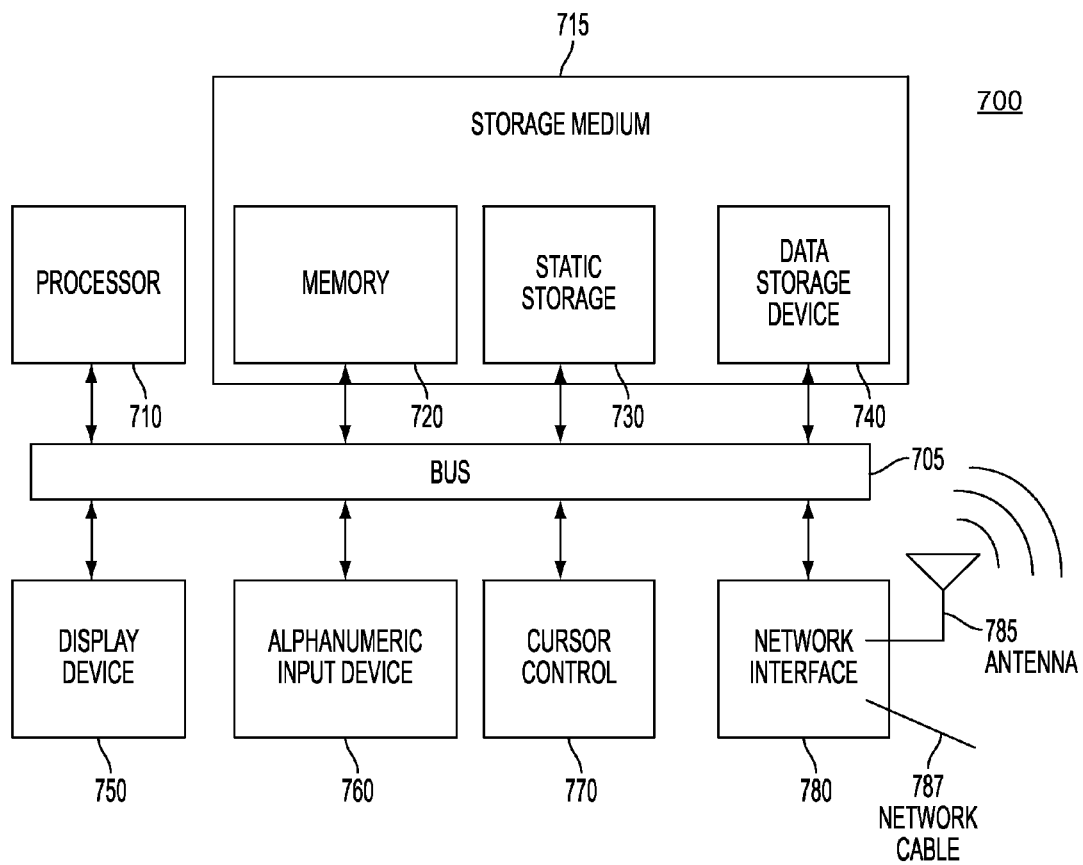 715
700
STORAGE MEDIUM
PROCESSOR
MEMORY
STATIC
STORAGE
DATA
STORAGE
DEVICE
710
720
730
740
BUS
705
DISPLAY
DEVICE
ALPHANUMERIC
INPUT DEVICE
CURSOR
CONTROL
NETWORK
INTERFACE
785
ANTENNA
750
760
770
780
787
NETWORK
CABLE